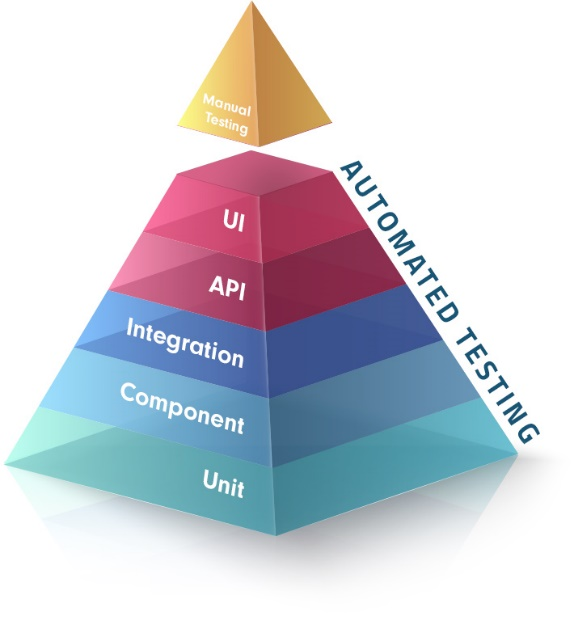 Manual
Testing
UI
API
Integration
Component
Unit
AUTOMATED TESTING